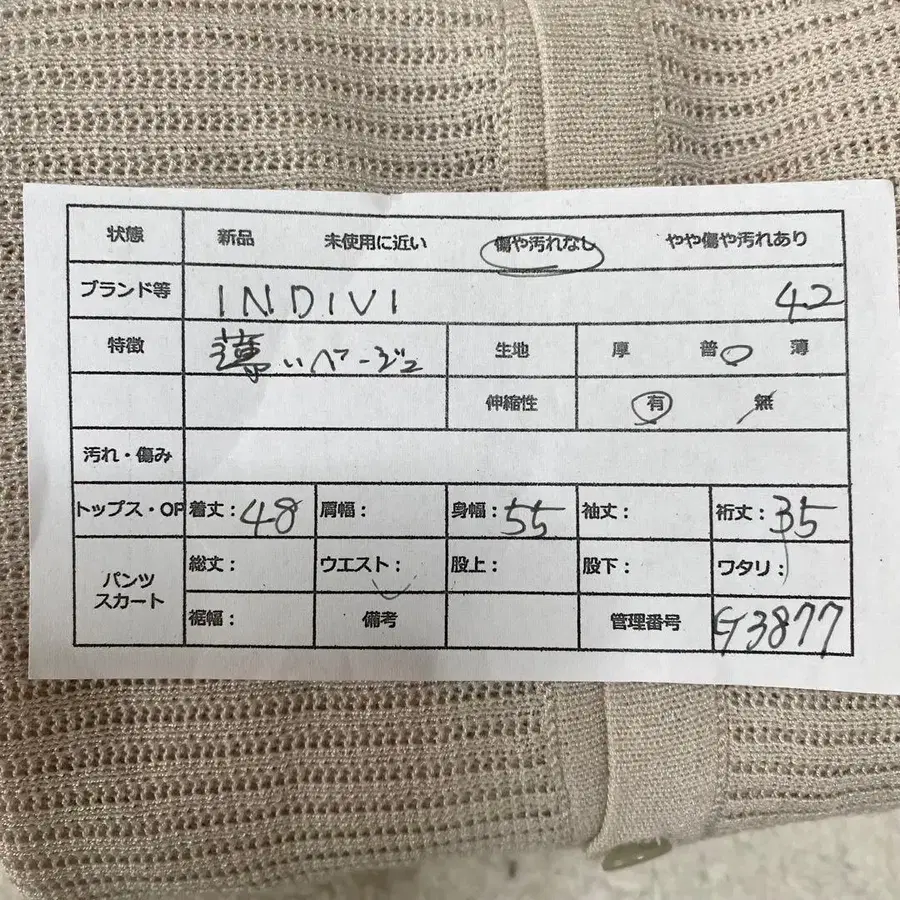 状態 新品 未使用に近い 傷や汚れなし やや傷や汚れあり
ブランド等 INDIVI 42
特徴 薄いベージュ 生地 厚 普 薄
伸縮性 有 無
汚れ・傷み
トップス・OP 着丈：48 肩幅： 身幅：55 袖丈： 裄丈：35
パンツ スカート 総丈： ウエスト： 股上： 股下： ワタリ：
裾幅： 備考 管理番号 G3877